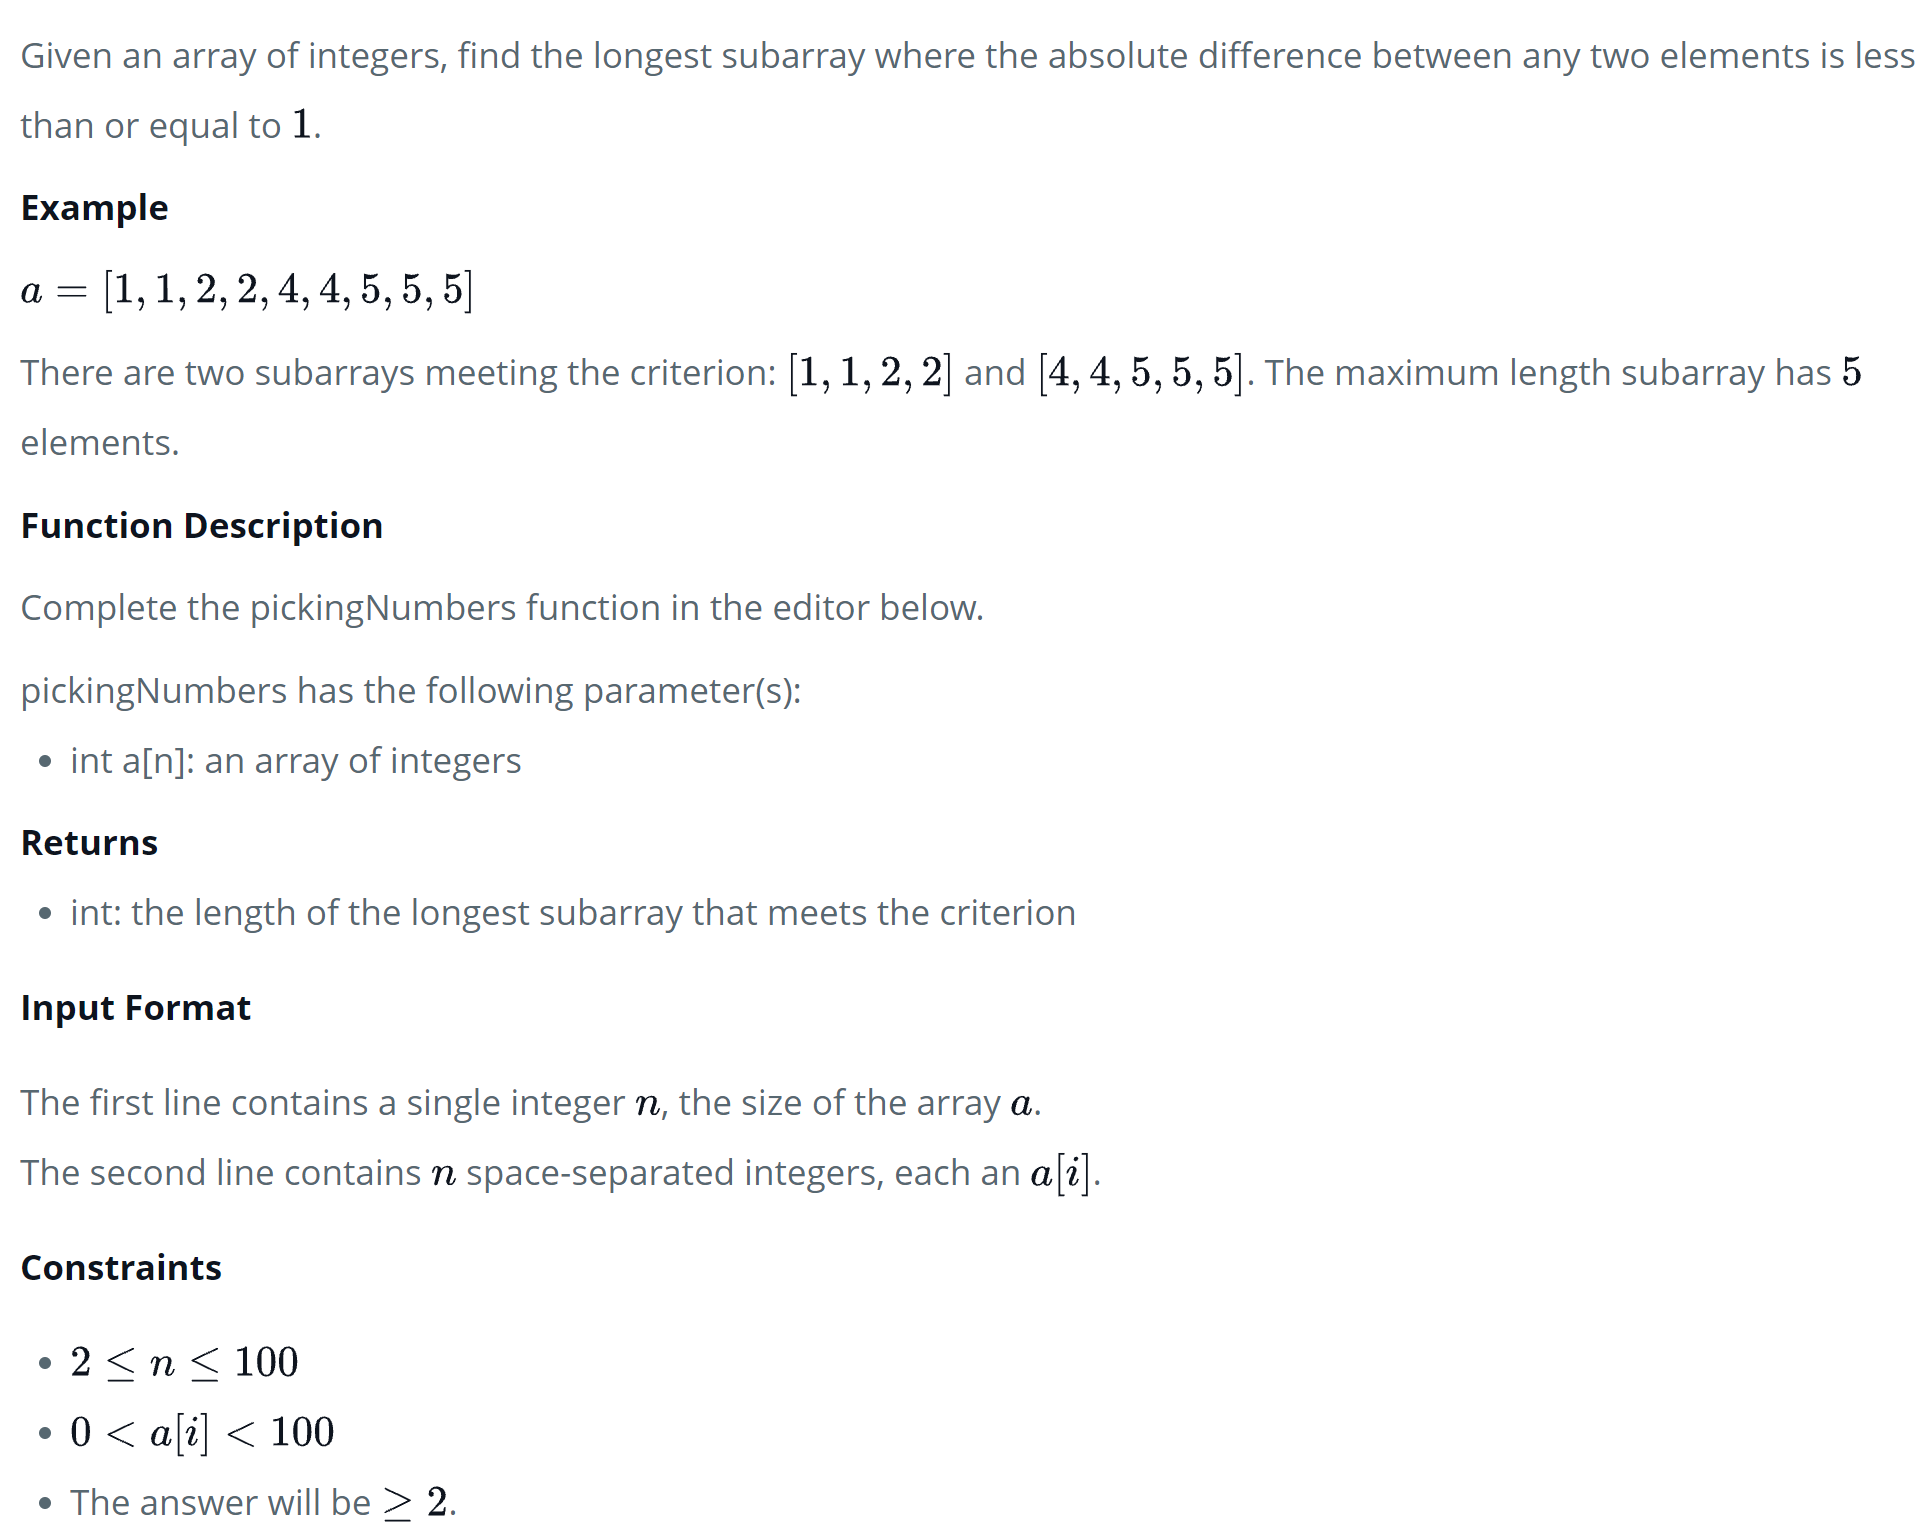 Given an array of integers, find the longest subarray where the absolute difference between any two elements is less
than or equal to 1.
Example
a = [1, 1, 2, 2, 4, 4, 5, 5, 5]
There are two subarrays meeting the criterion: [1, 1, 2, 2] and [4, 4, 5, 5, 5]. The maximum length subarray has 5
elements.
Function Description
Complete the pickingNumbers function in the editor below.
pickingNumbers has the following parameter(s):
• int a[n]: an array of integers
Returns
• int: the length of the longest subarray that meets the criterion
Input Format
The first line contains a single integer n, the size of the array a.
The second line contains n space-separated integers, each an a[i].
Constraints
• 2 ≤ n ≤ 100
• 0 < a[i] < 100
• The answer will be ≥ 2.